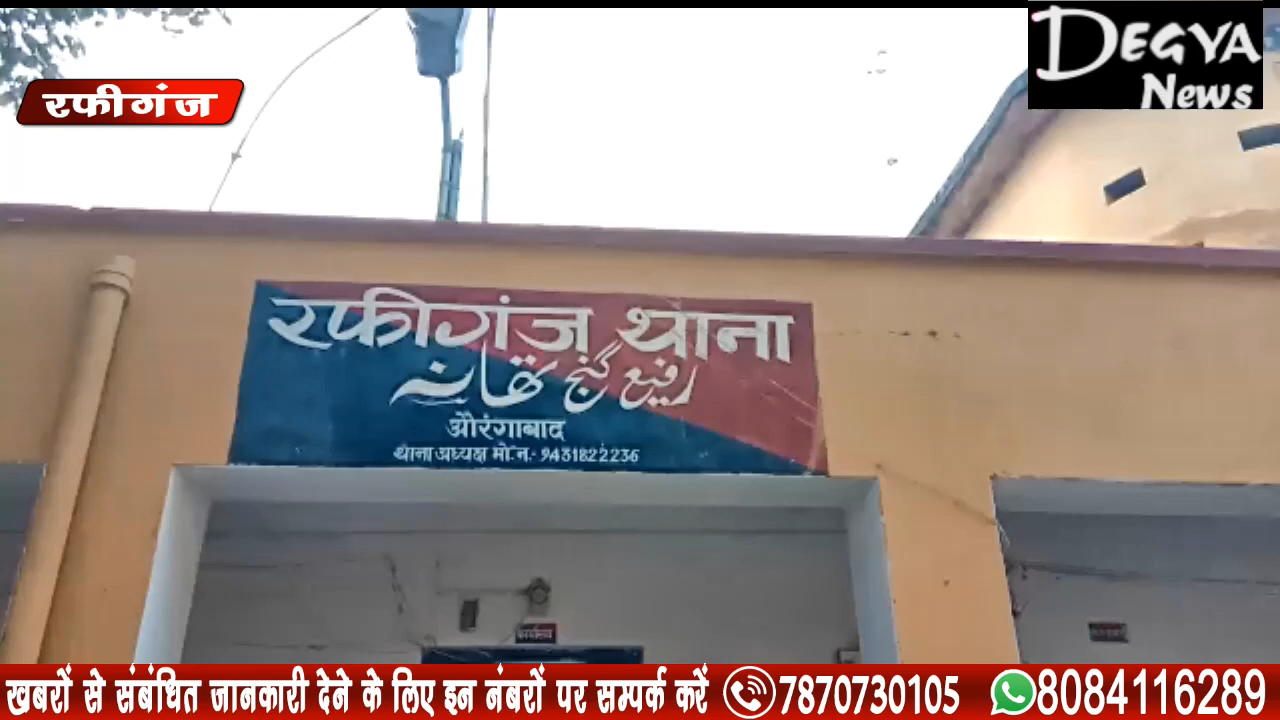 DEGYA
News
रफीगंज
रफीगंज थाना
رفیع گنج تھانہ
औरंगाबाद
थाना अध्यक्ष मो.न.- 9431822236
कार्यालय
खबरों से संबंधित जानकारी देने के लिए इन नंबरों पर सम्पर्क करें 7870730105 8084116289